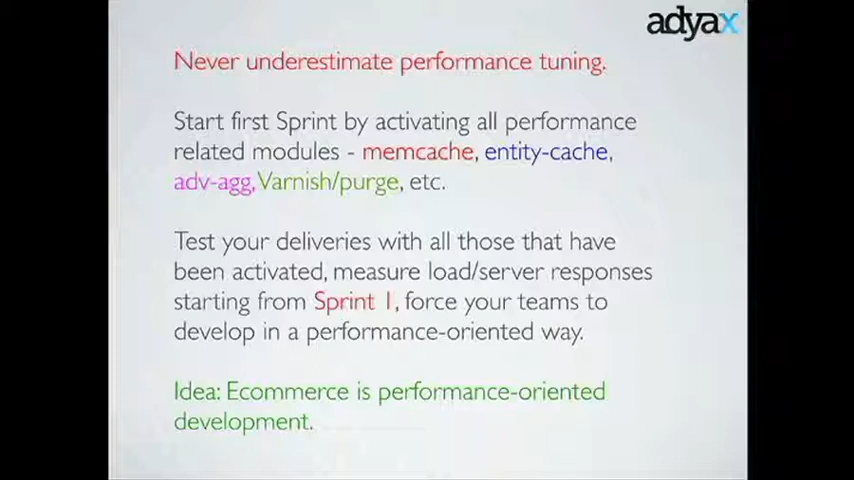 adyax
Never underestimate performance tuning.
Start first Sprint by activating all performance
related modules - memcache, entity-cache,
adv-agg, Varnish/purge, etc.
Test your deliveries with all those that have
been activated, measure load/server responses
starting from Sprint 1, force your teams to
develop in a performance-oriented way.
Idea: Ecommerce is performance-oriented
development.